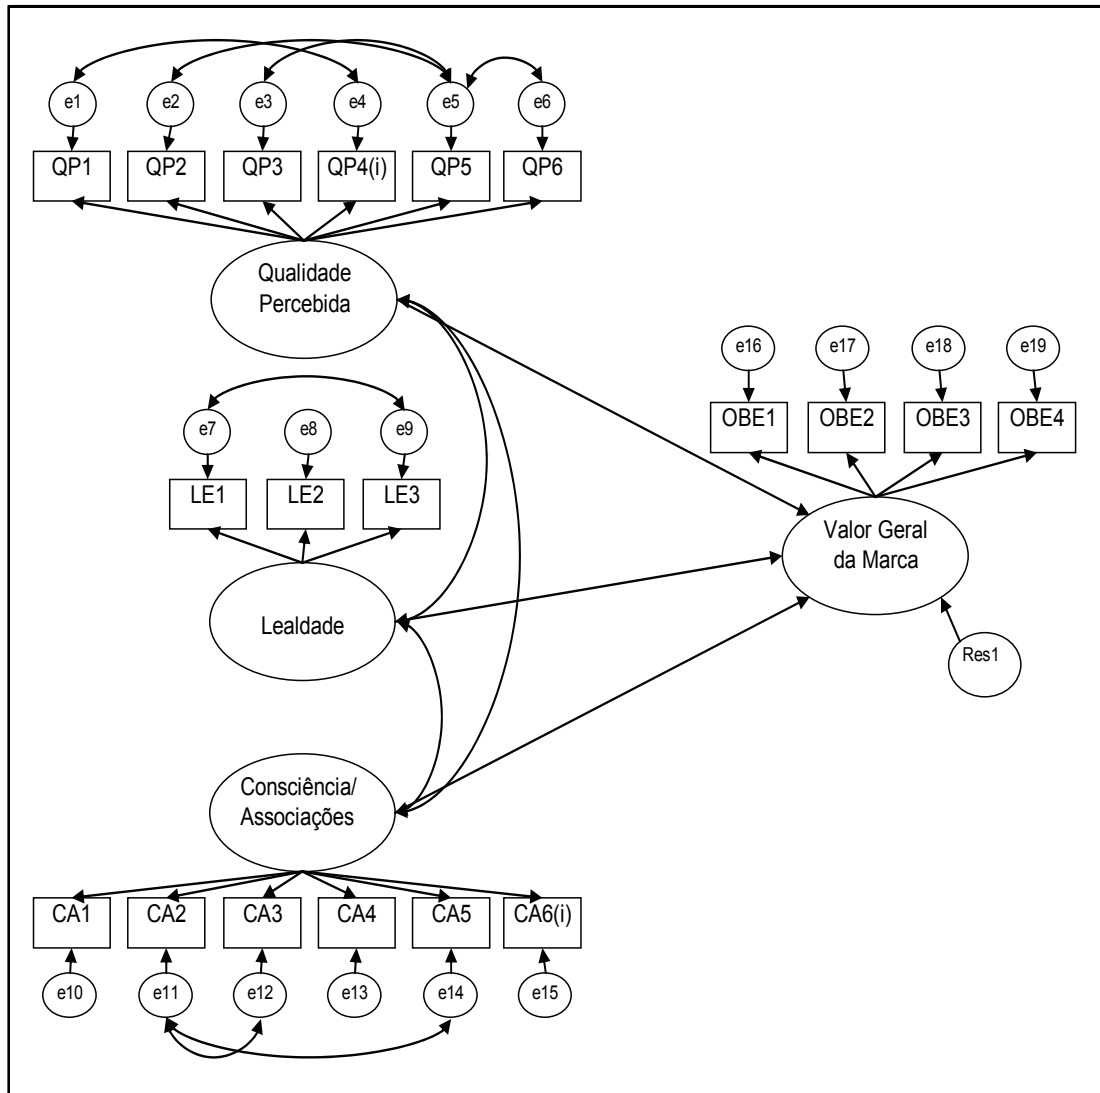 e1 e2 e3 e4 e5 e6
QP1 QP2 QP3 QP4(i) QP5 QP6
Qualidade
Percebida
e16 e17 e18 e19
OBE1 OBE2 OBE3 OBE4
e7 e8 e9
LE1 LE2 LE3
Valor Geral
da Marca
Lealdade
Res1
Consciência/
Associações
CA1 CA2 CA3 CA4 CA5 CA6(i)
e10 e11 e12 e13 e14 e15